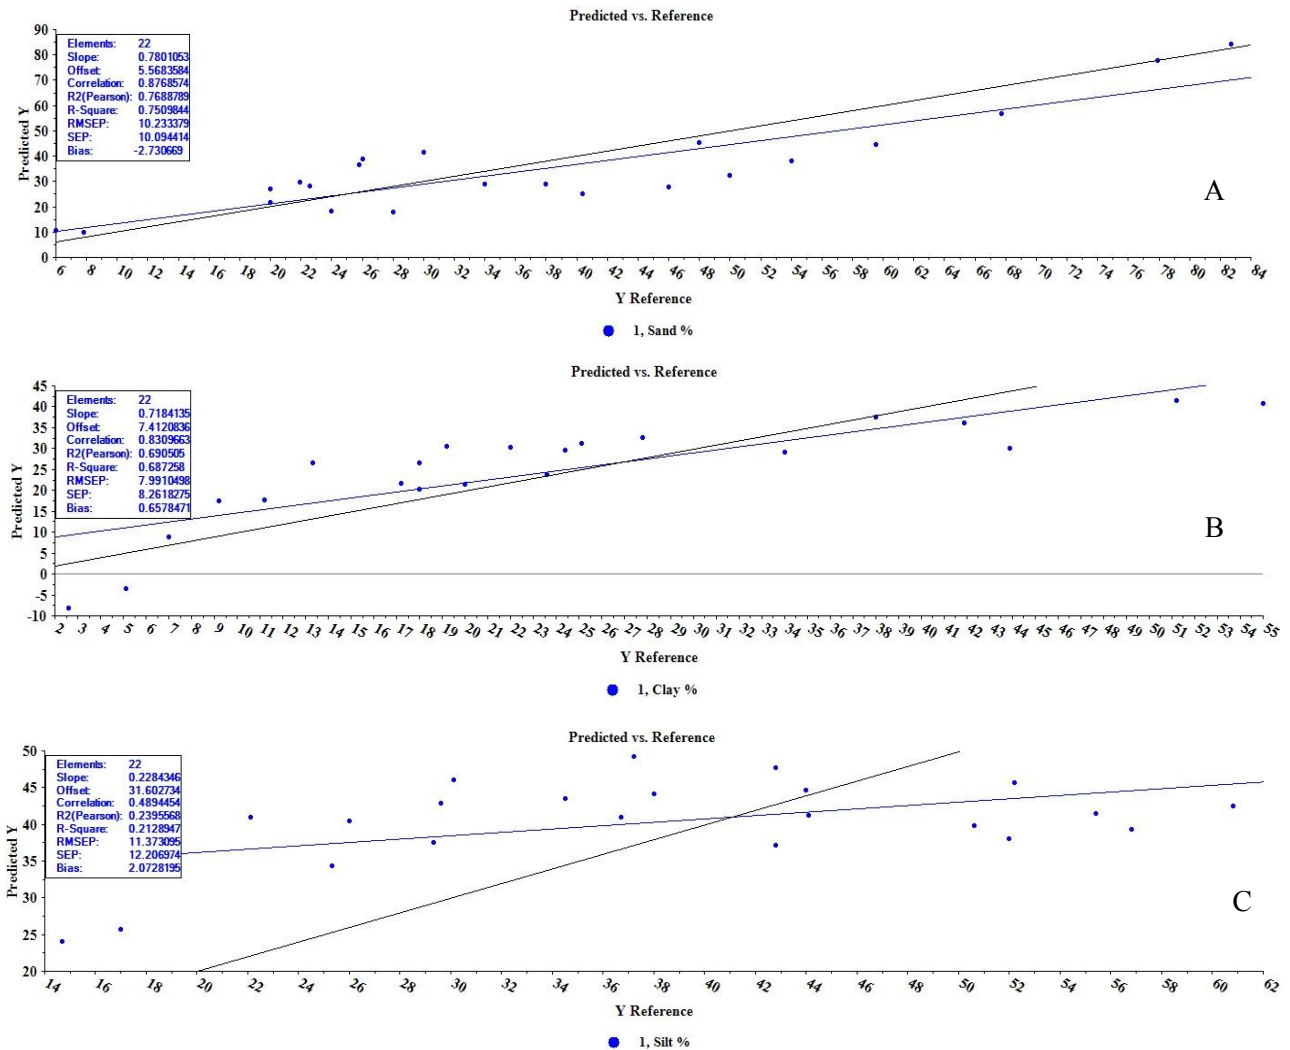 Predicted vs. Reference
Elements: 22
Slope: 0.7801053
Offset: 5.5683584
Correlation: 0.8768574
R2(Pearson): 0.7688789
R-Square: 0.7509844
RMSEP: 10.233379
SEP: 10.094414
Bias: -2.730669
Predicted Y
90
80
70
60
50
40
30
20
10
0
A
6 8 10 12 14 16 18 20 22 24 26 28 30 32 34 36 38 40 42 44 46 48 50 52 54 56 58 60 62 64 66 68 70 72 74 76 78 80 82 84
Y Reference
1, Sand %
Predicted vs. Reference
Elements: 22
Slope: 0.7184135
Offset: 7.4120836
Correlation: 0.8309663
R2(Pearson): 0.690505
R-Square: 0.687258
RMSEP: 7.9910498
SEP: 8.2618275
Bias: 0.6578471
Predicted Y
45
40
35
30
25
20
15
10
5
0
-5
-10
B
2 3 5 6 7 8 9 10 11 12 13 15 16 17 18 19 20 22 23 24 25 27 28 29 30 31 33 34 35 37 38 39 40 41 42 43 44 45 46 47 48 49 50 51 52 53 54 55
Y Reference
1, Clay %
Predicted vs. Reference
Elements: 22
Slope: 0.2284346
Offset: 31.602734
Correlation: 0.4894454
R2(Pearson): 0.2395568
R-Square: 0.2128947
RMSEP: 11.373095
SEP: 12.206974
Bias: 2.0728195
Predicted Y
50
45
40
35
30
25
20
C
14 16 18 20 22 24 26 28 30 32 34 36 38 40 42 44 46 48 50 52 54 56 58 60 62
Y Reference
1, Silt %